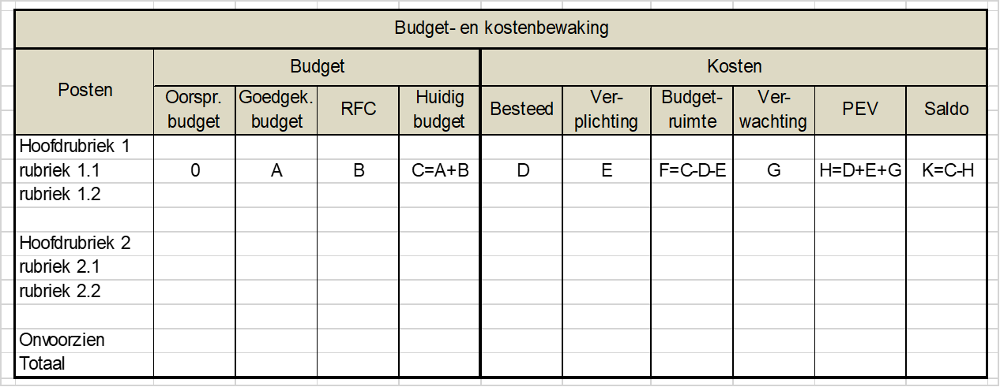 Budget- en kostenbewaking
Posten Budget Kosten
Oorspr. budget Goedgek. budget RFC Huidig budget Besteed Ver- plichting Budget- ruimte Ver- wachting PEV Saldo
Hoofdrubriek 1
rubriek 1.1 0 A B C=A+B D E F=C-D-E G H=D+E+G K=C-H
rubriek 1.2
Hoofdrubriek 2
rubriek 2.1
rubriek 2.2
Onvoorzien
Totaal